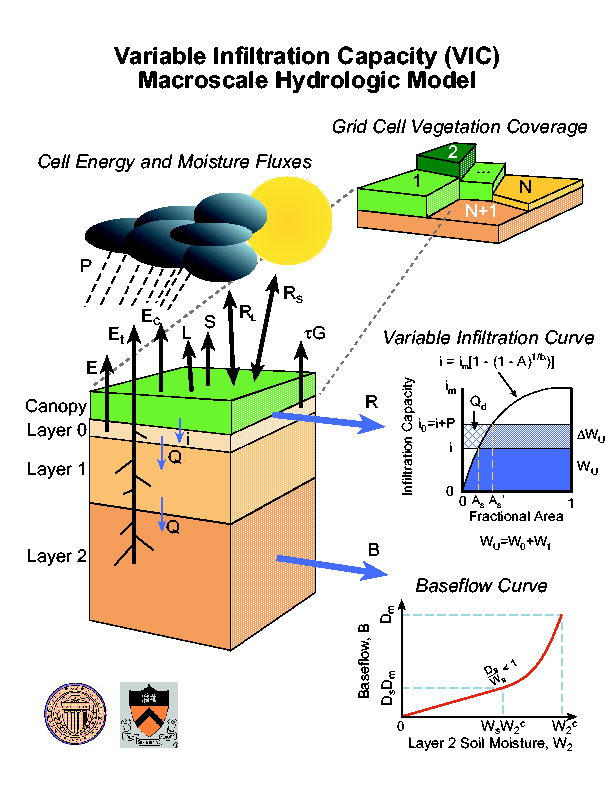 Variable Infiltration Capacity (VIC)
Macroscale Hydrologic Model
Grid Cell Vegetation Coverage
Cell Energy and Moisture Fluxes
1
2
...
N
N+1
P
E
Et
Ec
L
S
RL
RS
τG
Canopy
Layer 0
Layer 1
Layer 2
i
Q
Q
R
B
Variable Infiltration Curve
i = im[1 - (1 - A)1/b)]
Infiltration Capacity
im
i0=i+P
i
0
Qd
ΔWU
WU
0
As
As'
1
Fractional Area
WU=W0+W1
Baseflow Curve
Baseflow, B
Dm
DsDm
Ds/Ws < 1
0
WsW2c
W2c
Layer 2 Soil Moisture, W2